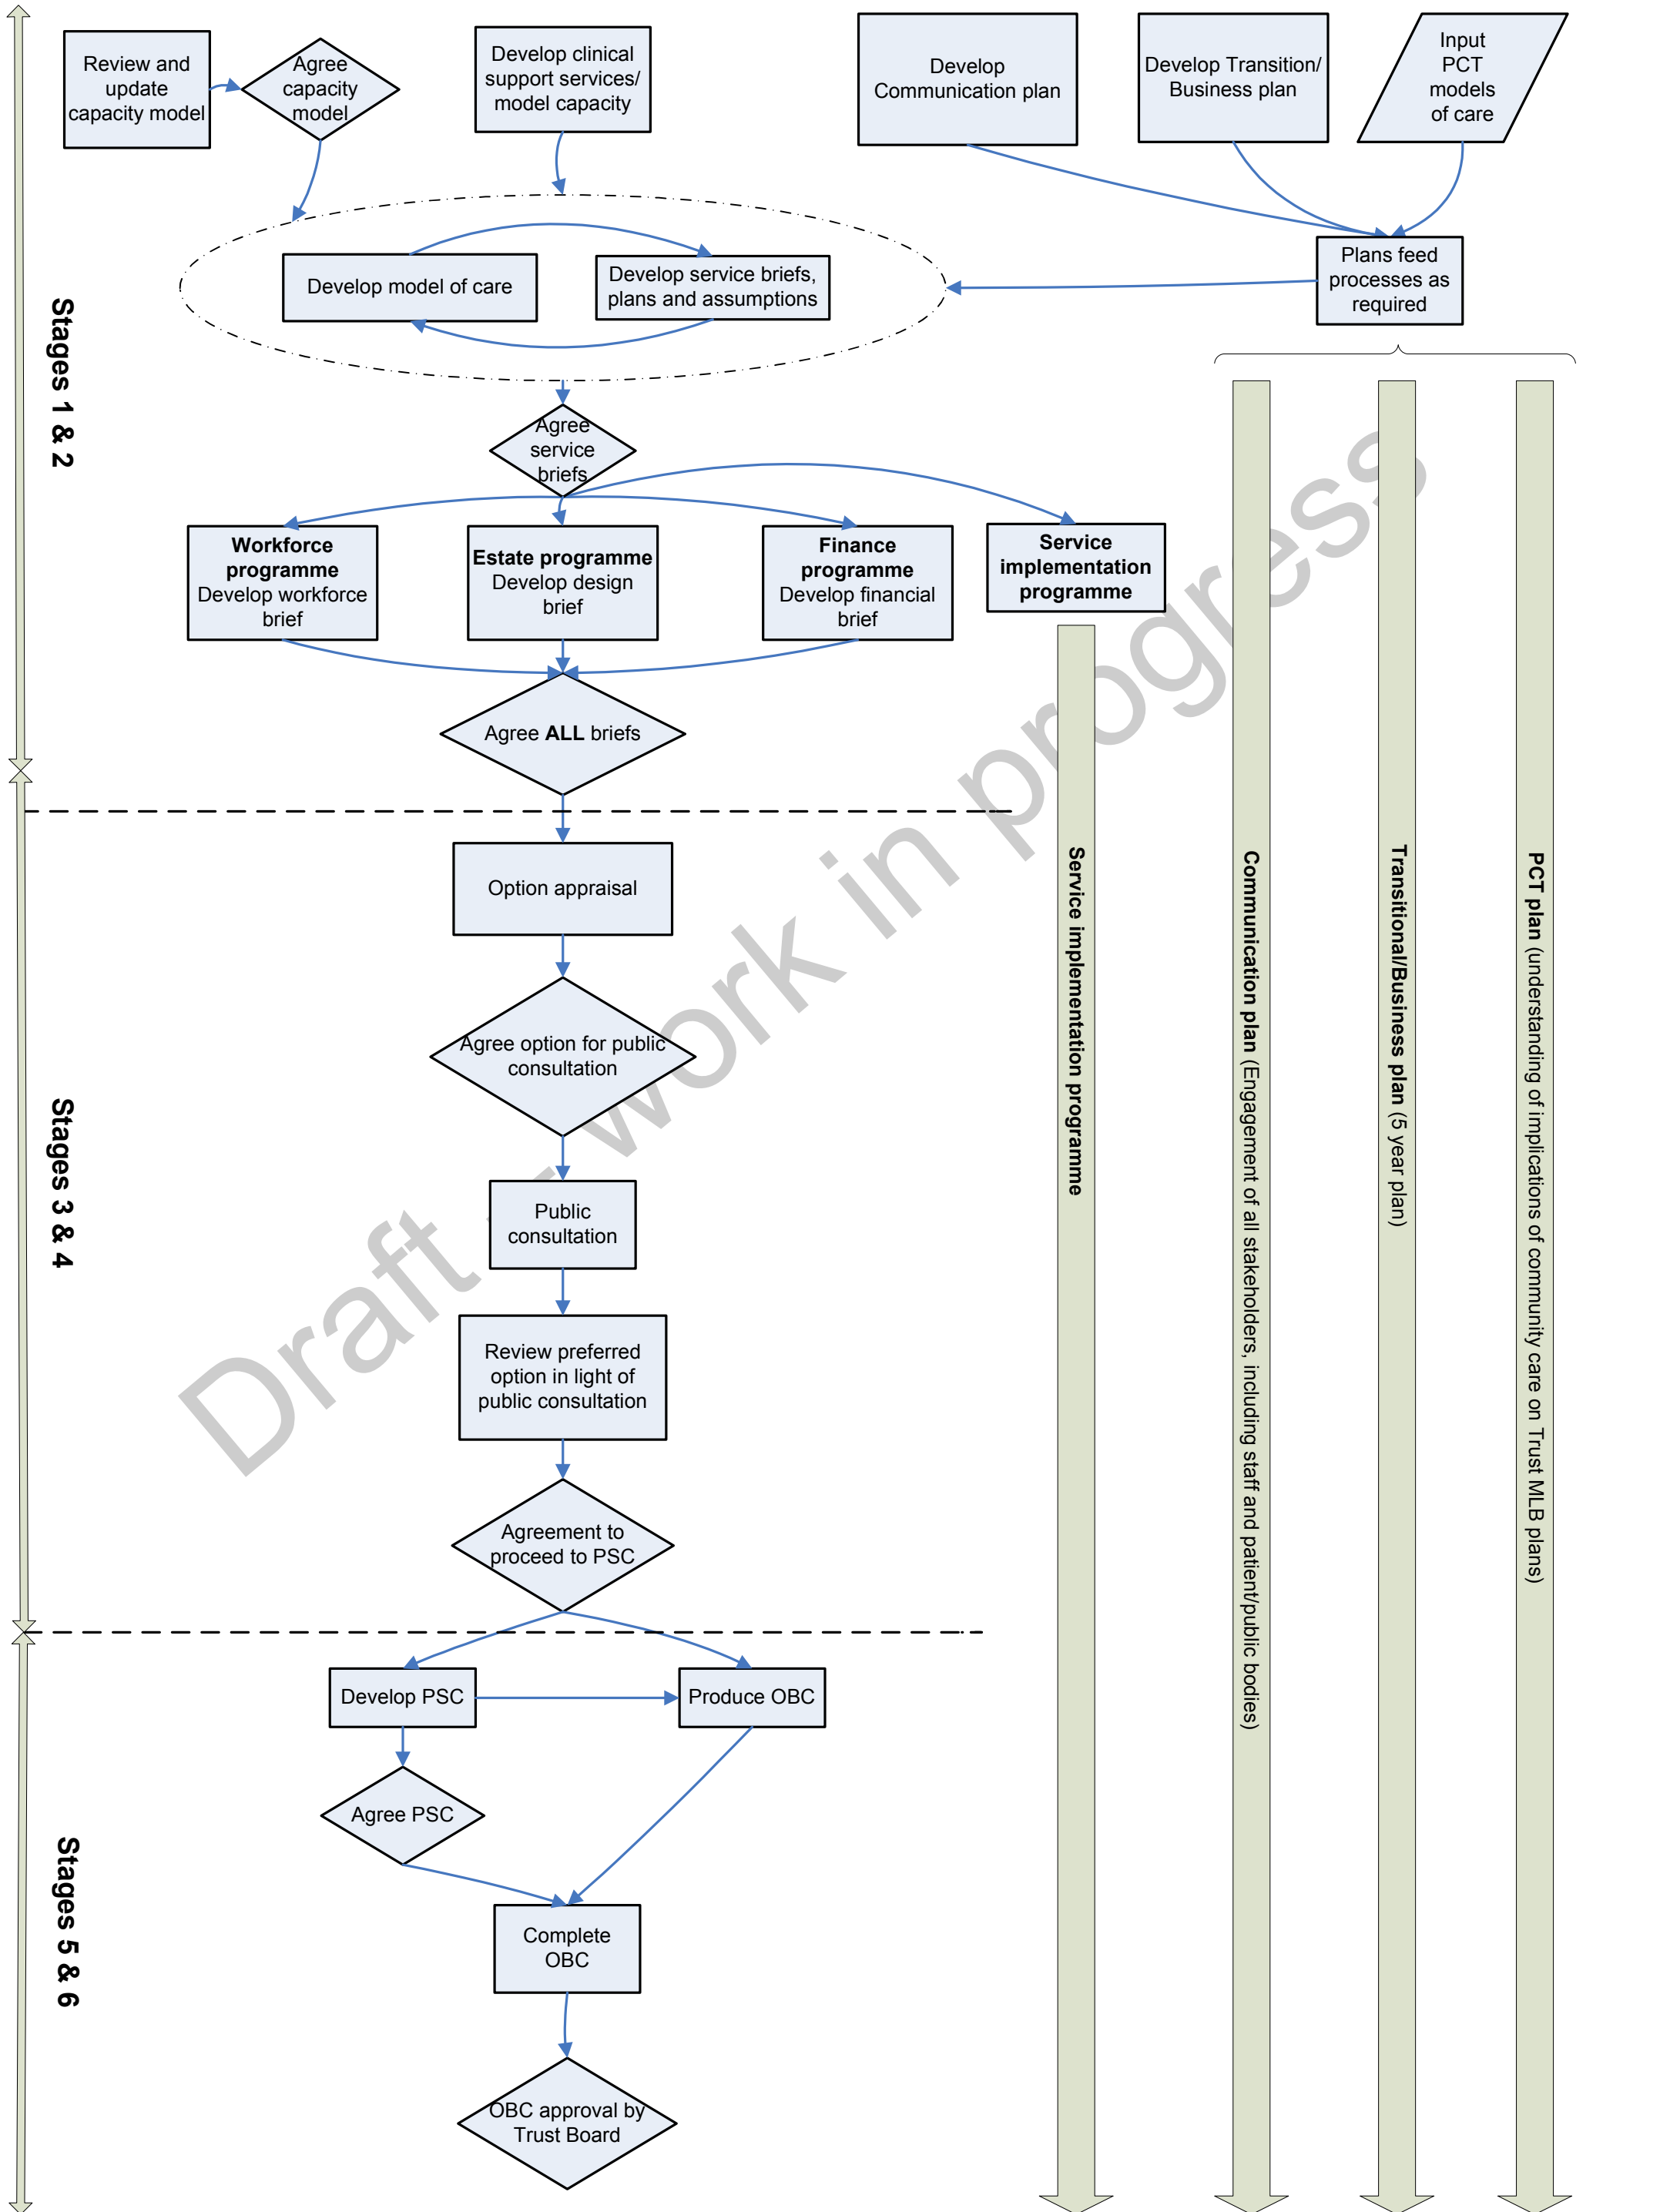 Review and
update
capacity model
Agree
capacity
model
Develop clinical
support services/
model capacity
Develop
Communication plan
Develop Transition/
Business plan
Input
PCT
models
of care
Develop model of care
Develop service briefs,
plans and assumptions
Plans feed
processes as
required
Stages 1 & 2
Agree
service
briefs
Workforce
programme
Develop workforce
brief
Estate programme
Develop design
brief
Finance
programme
Develop financial
brief
Service
implementation
programme
Agree ALL briefs
Option appraisal
Agree option for public
consultation
Public
consultation
Review preferred
option in light of
public consultation
Agreement to
proceed to PSC
Stages 3 & 4
Service implementation programme
Communication plan (Engagement of all stakeholders, including staff and patient/public bodies)
Transitional/Business plan (5 year plan)
PCT plan (understanding of implications of community care on Trust MLB plans)
Develop PSC
Produce OBC
Agree PSC
Complete
OBC
OBC approval by
Trust Board
Stages 5 & 6
Draft - work in progress